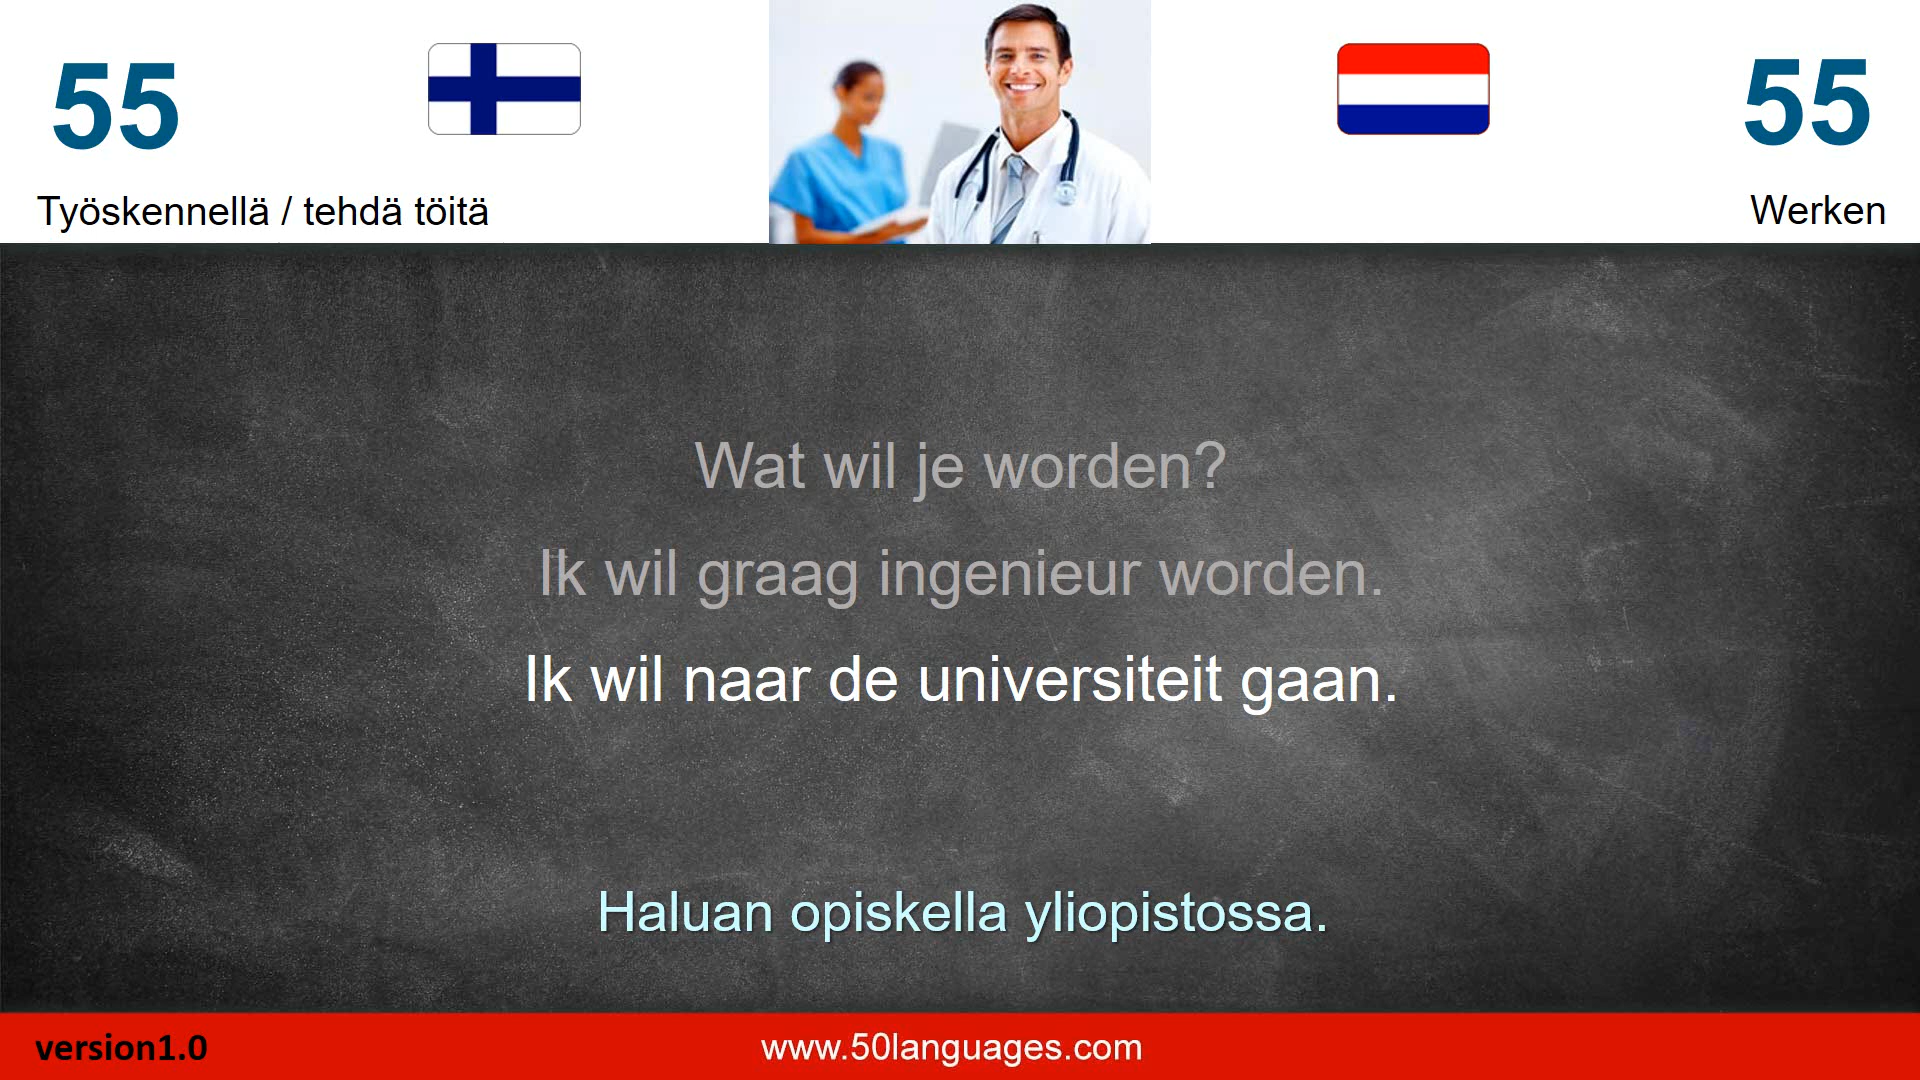 55
55
Työskennellä / tehdä töitä
Werken
Wat wil je worden?
Ik wil graag ingenieur worden.
Ik wil naar de universiteit gaan.
Haluan opiskella yliopistossa.
version1.0
www.50languages.com